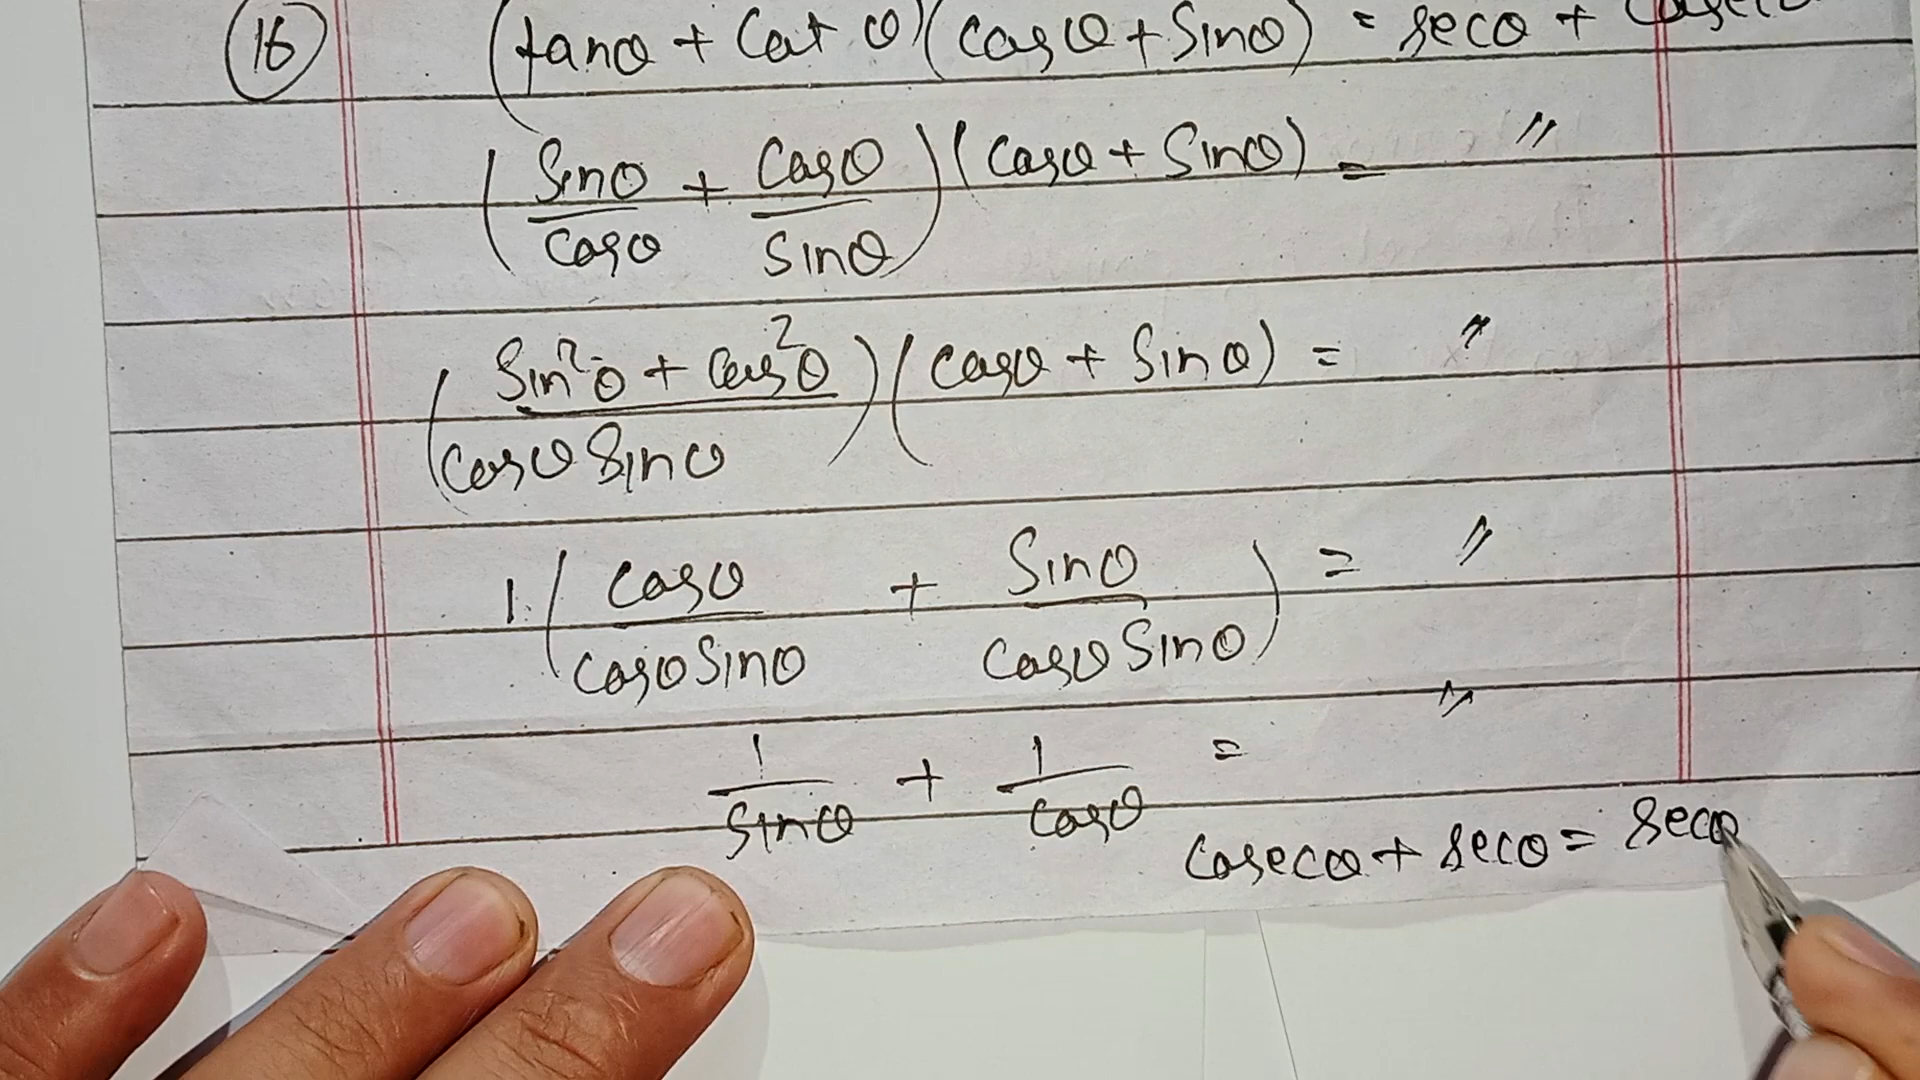 16 (tanθ + Cot θ)(cosθ + Sinθ) = secθ + Cosecθ
(Sinθ/cosθ + Cosθ/sinθ)(cosθ + Sinθ) = "
(Sin²θ + Cos²θ/cosθ Sinθ)(cosθ + Sinθ) = "
1.(cosθ/cosθ Sinθ + Sinθ/cosθ Sinθ) = "
1/sinθ + 1/cosθ = "
cosecθ + secθ = secθ